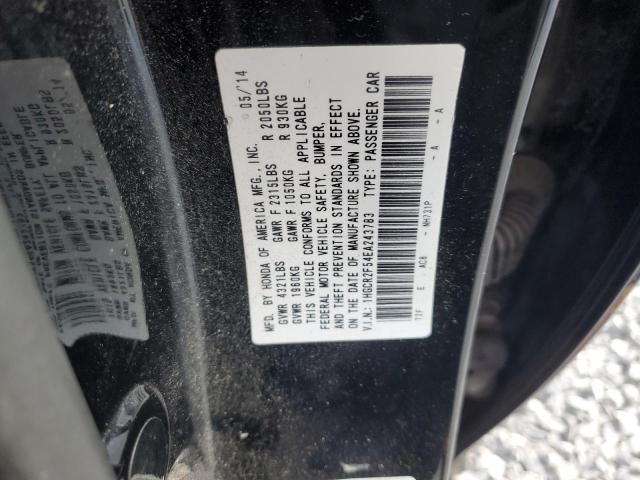 MFD. BY HONDA OF AMERICA MFG., INC. 05/14
GVWR 4321LBS GAWR F 2315LBS R 2050LBS
GVWR 1960KG GAWR F 1050KG R 930KG
THIS VEHICLE CONFORMS TO ALL APPLICABLE
FEDERAL MOTOR VEHICLE SAFETY, BUMPER,
AND THEFT PREVENTION STANDARDS IN EFFECT
ON THE DATE OF MANUFACTURE SHOWN ABOVE.
V.I.N.: 1HGCR2F54EA243783 TYPE: PASSENGER CAR
E AC6 - NH731P - A - A